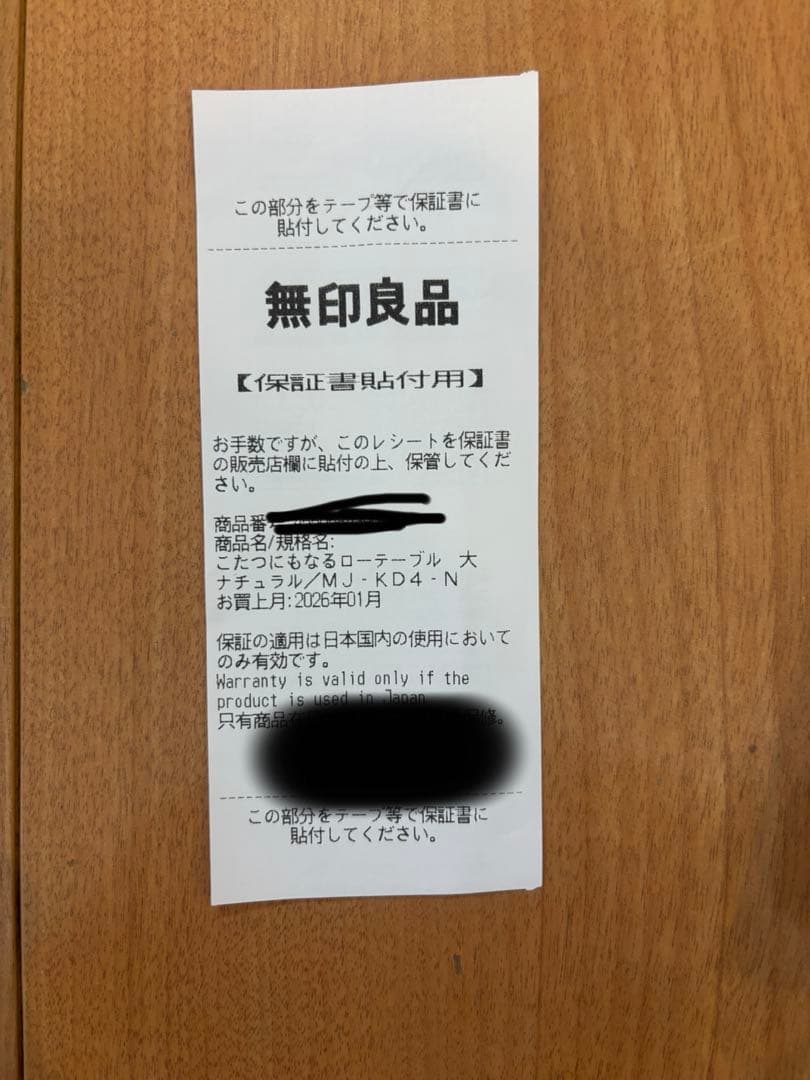 この部分をテープ等で保証書に
貼付してください。
無印良品
【保証書貼付用】
お手数ですが、このレシートを保証書
の販売店欄に貼付の上、保管してくだ
さい。
商品番
商品名/規格名:
こたつにもなるローテーブル 大
ナチュラル/MJ-KD4-N
お買上月:2026年01月
保証の適用は日本国内の使用において
のみ有効です。
Warranty is valid only if the
product is used in Japan
只有商品在
保修。
この部分をテープ等で保証書に
貼付してください。